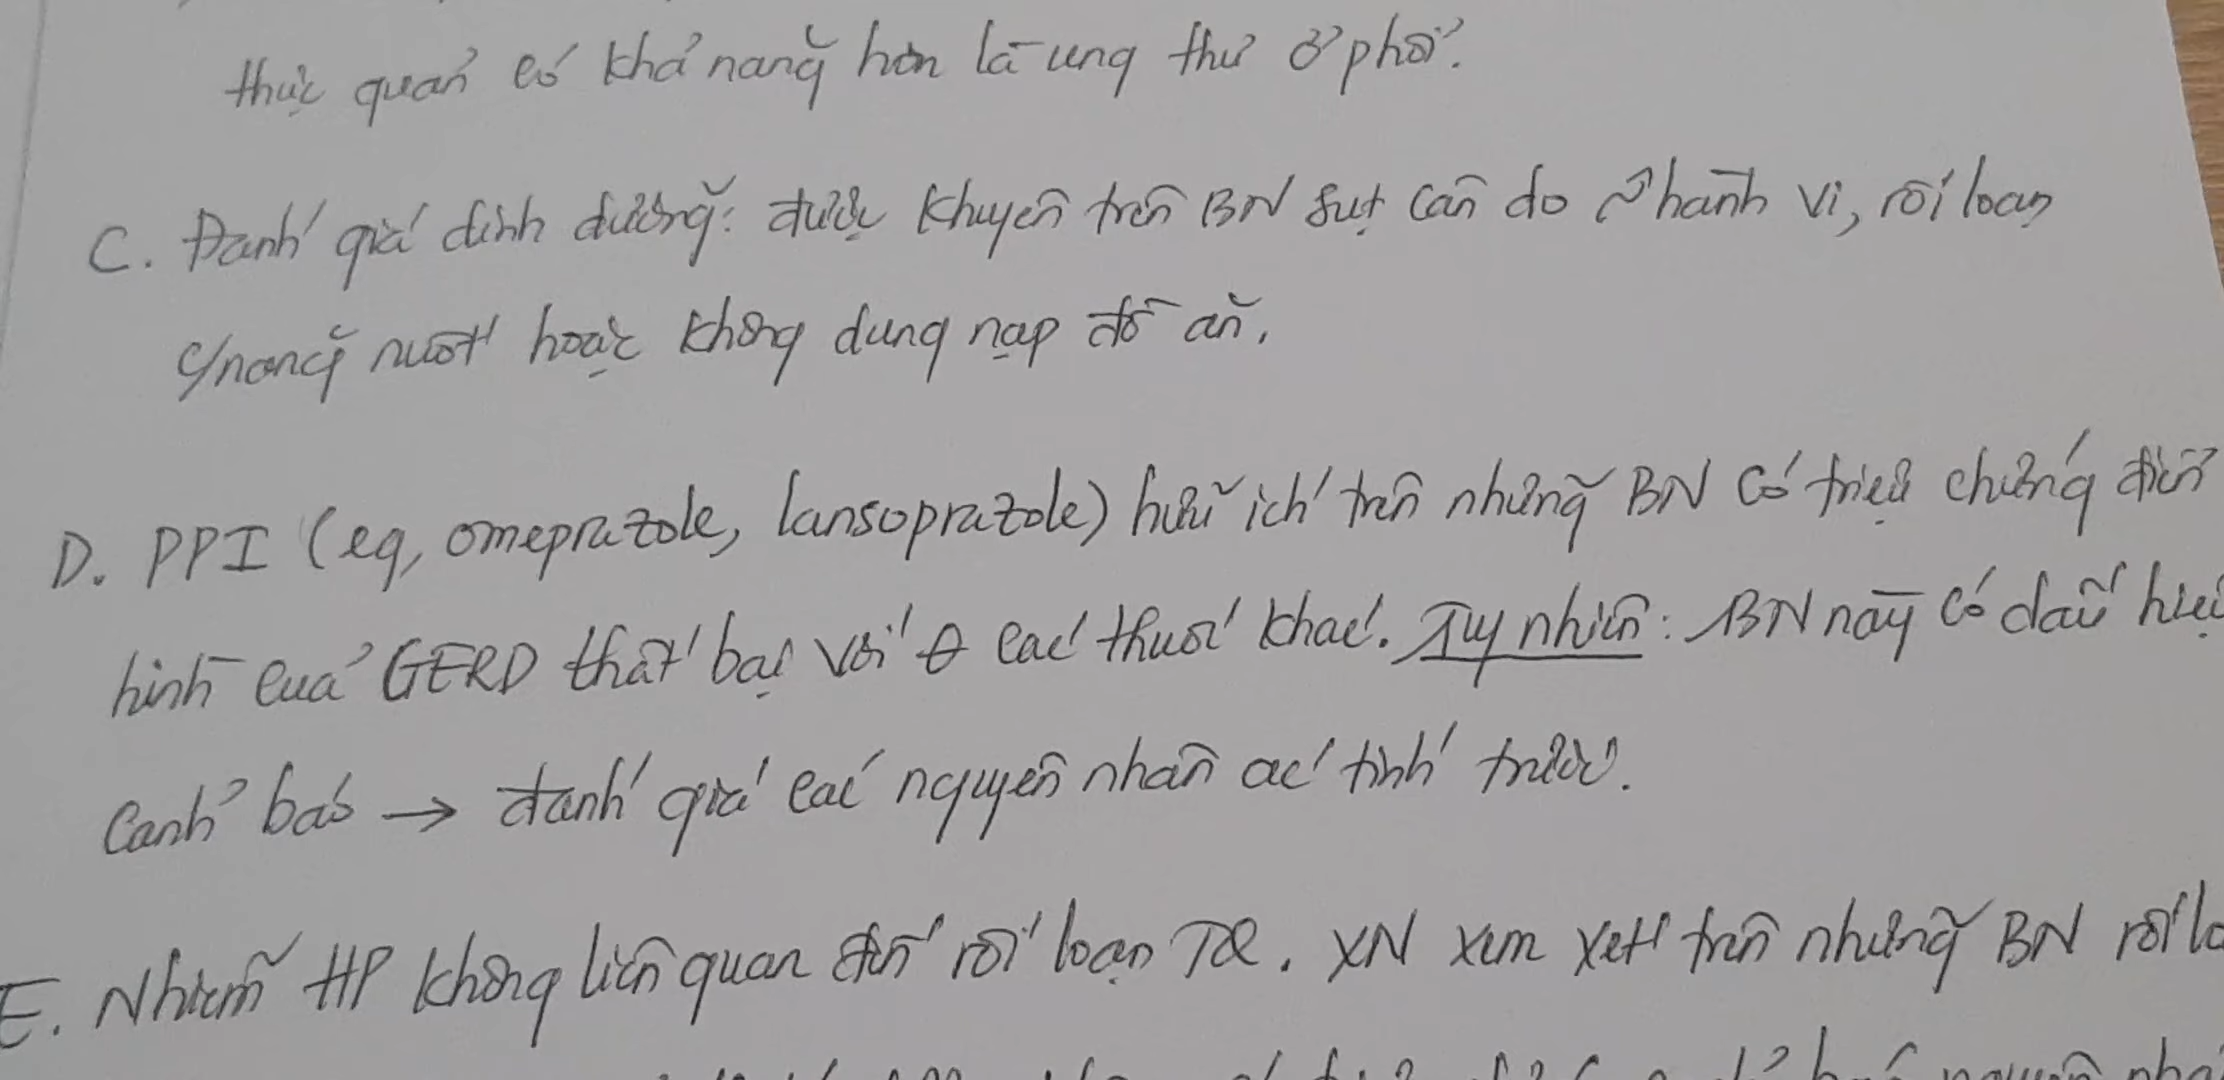 thực quản có khả năng hơn là ung thư ở phổi.
C. Đánh giá dinh dưỡng: được khuyên trên BN sụt cân do hành vi, rối loạn
c/năng nuốt hoặc không dung nạp đồ ăn.
D. PPI (eg, omeprazole, lansoprazole) hữu ích trên những BN có triệu chứng điển
hình của GERD thất bại với θ các thuốc khác. Tuy nhiên: BN này có dấu hiệu
cảnh báo → đánh giá các nguyên nhân ác tính trước.
E. Nhiễm HP không liên quan đến rối loạn TQ. XN xem xét trên những BN rối lo